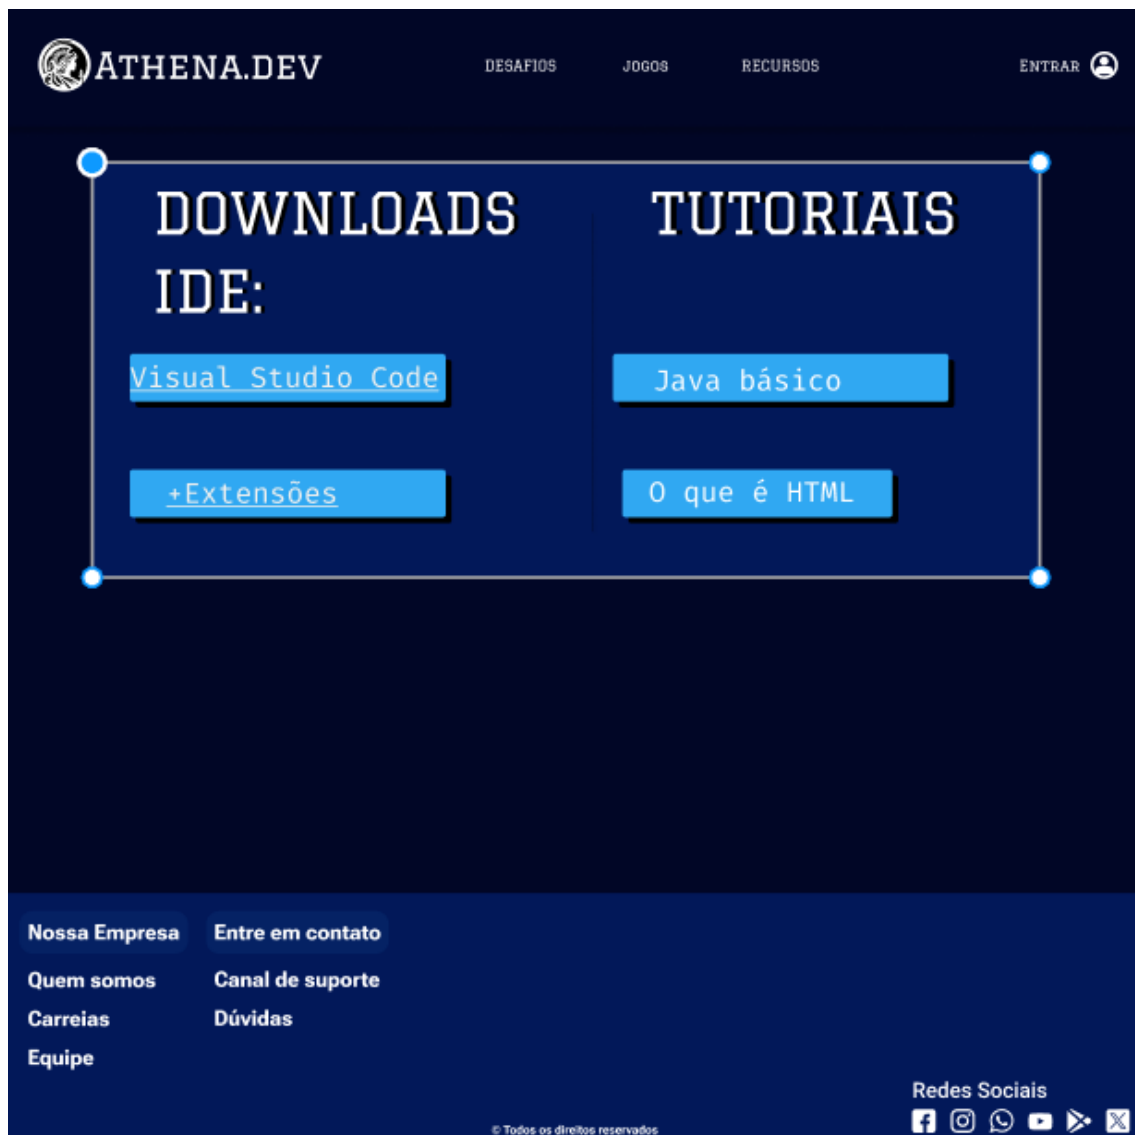 ATHENA.DEV
DESAFIOS
JOGOS
RECURSOS
ENTRAR
DOWNLOADS
IDE:
Visual Studio Code
+Extensões
TUTORIAIS
Java básico
O que é HTML
Nossa Empresa
Quem somos
Carreias
Equipe
Entre em contato
Canal de suporte
Dúvidas
Redes Sociais
© Todos os direitos reservados